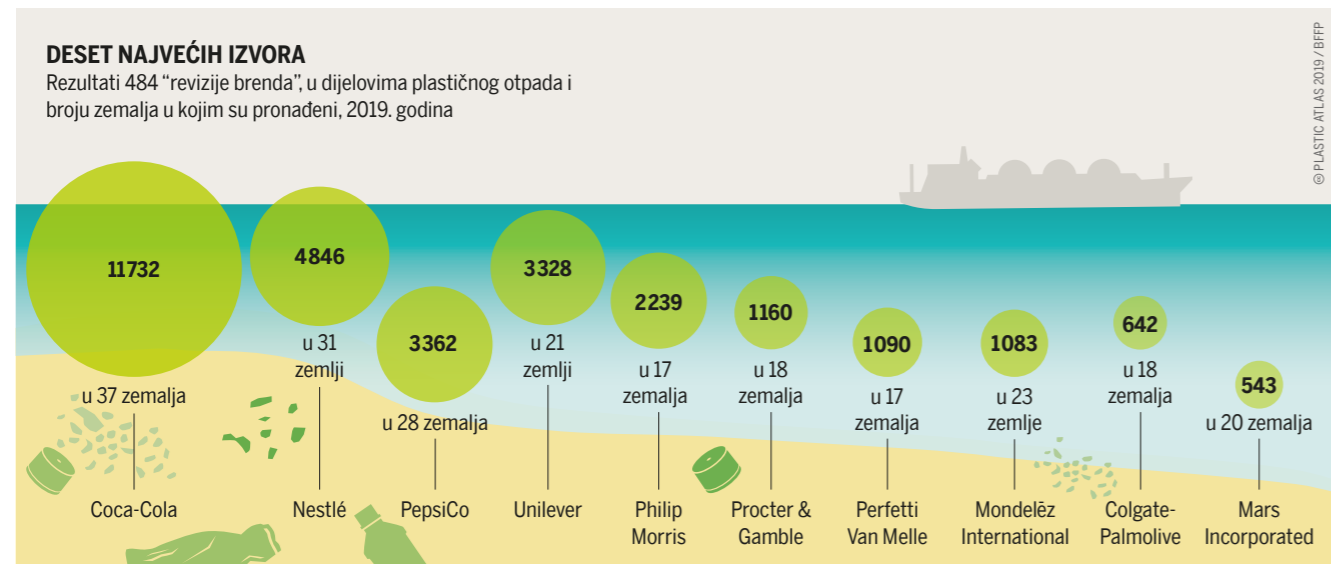 DESET NAJVEĆIH IZVORA
Rezultati 484 “revizije brenda”, u dijelovima plastičnog otpada i
broju zemalja u kojim su pronađeni, 2019. godina
© PLASTIC ATLAS 2019 / BFFP
11732
u 37 zemalja
Coca-Cola
4846
u 31
zemlji
Nestlé
3362
u 28 zemalja
PepsiCo
3328
u 21
zemlji
Unilever
2239
u 17
zemalja
Philip
Morris
1160
u 18
zemalja
Procter &
Gamble
1090
u 17
zemalja
Perfetti
Van Melle
1083
u 23
zemlje
Mondelēz
International
642
u 18
zemalja
Colgate-
Palmolive
543
u 20 zemalja
Mars
Incorporated